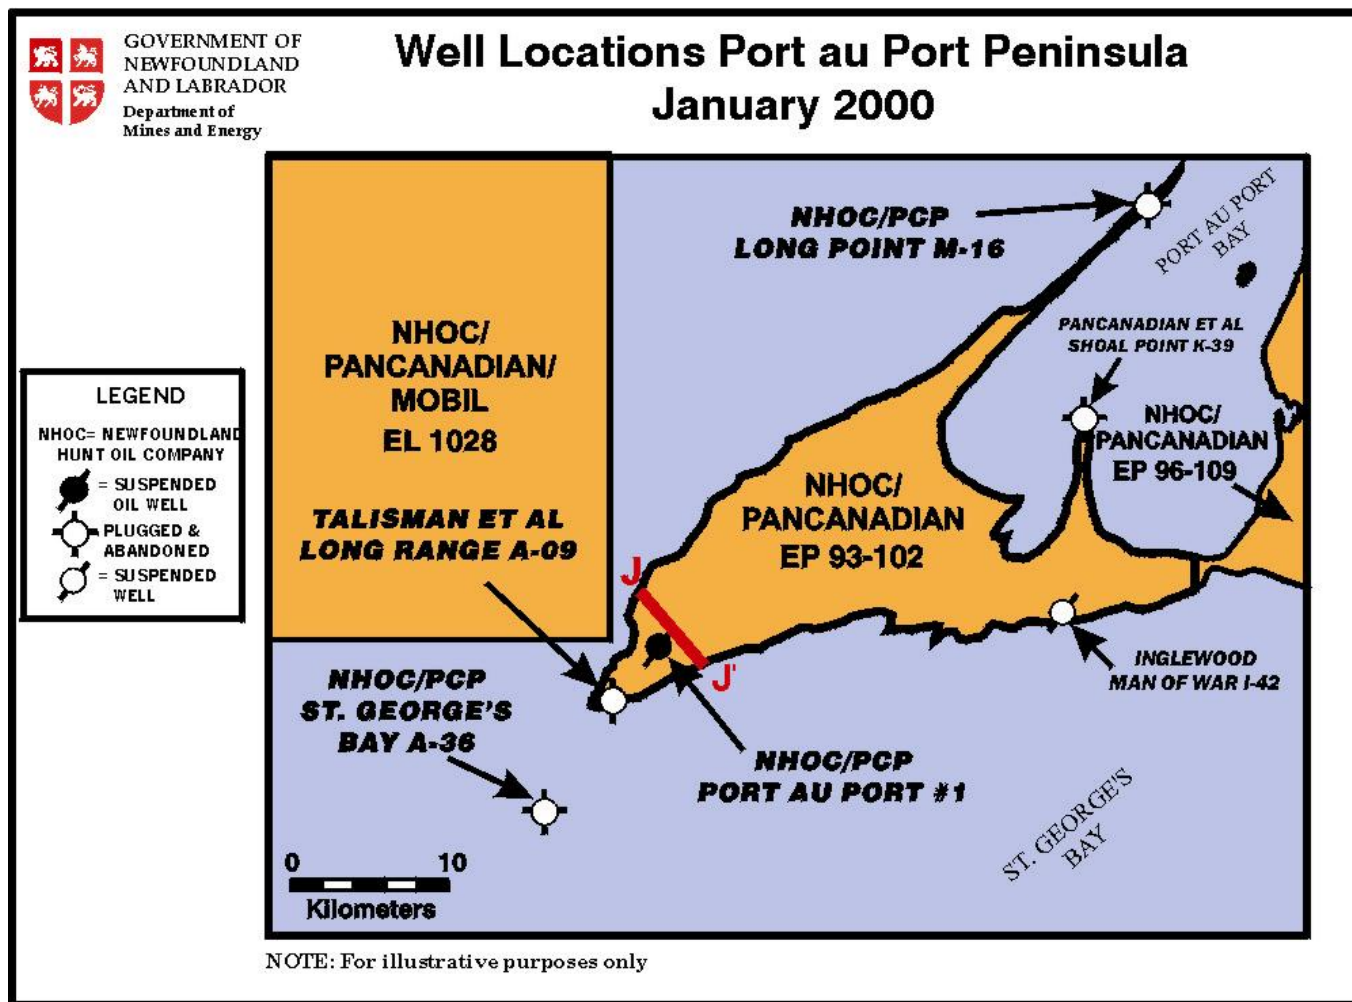 GOVERNMENT OF
NEWFOUNDLAND
AND LABRADOR
Department of
Mines and Energy
Well Locations Port au Port Peninsula
January 2000
NHOC/PCP
LONG POINT M-16
PORT AU PORT
BAY
PANCANADIAN ET AL
SHOAL POINT K-39
NHOC/
PANCANADIAN/
MOBIL
EL 1028
NHOC/
PANCANADIAN
EP 96-109
NHOC/
PANCANADIAN
EP 93-102
LEGEND
NHOC= NEWFOUNDLAND
HUNT OIL COMPANY
= SUSPENDED
OIL WELL
= PLUGGED &
ABANDONED
= SUSPENDED
WELL
TALISMAN ET AL
LONG RANGE A-09
J
J'
NHOC/PCP
ST. GEORGE'S
BAY A-36
INGLEWOOD
MAN OF WAR I-42
NHOC/PCP
PORT AU PORT #1
ST. GEORGE'S
BAY
0 10
Kilometers
NOTE: For illustrative purposes only